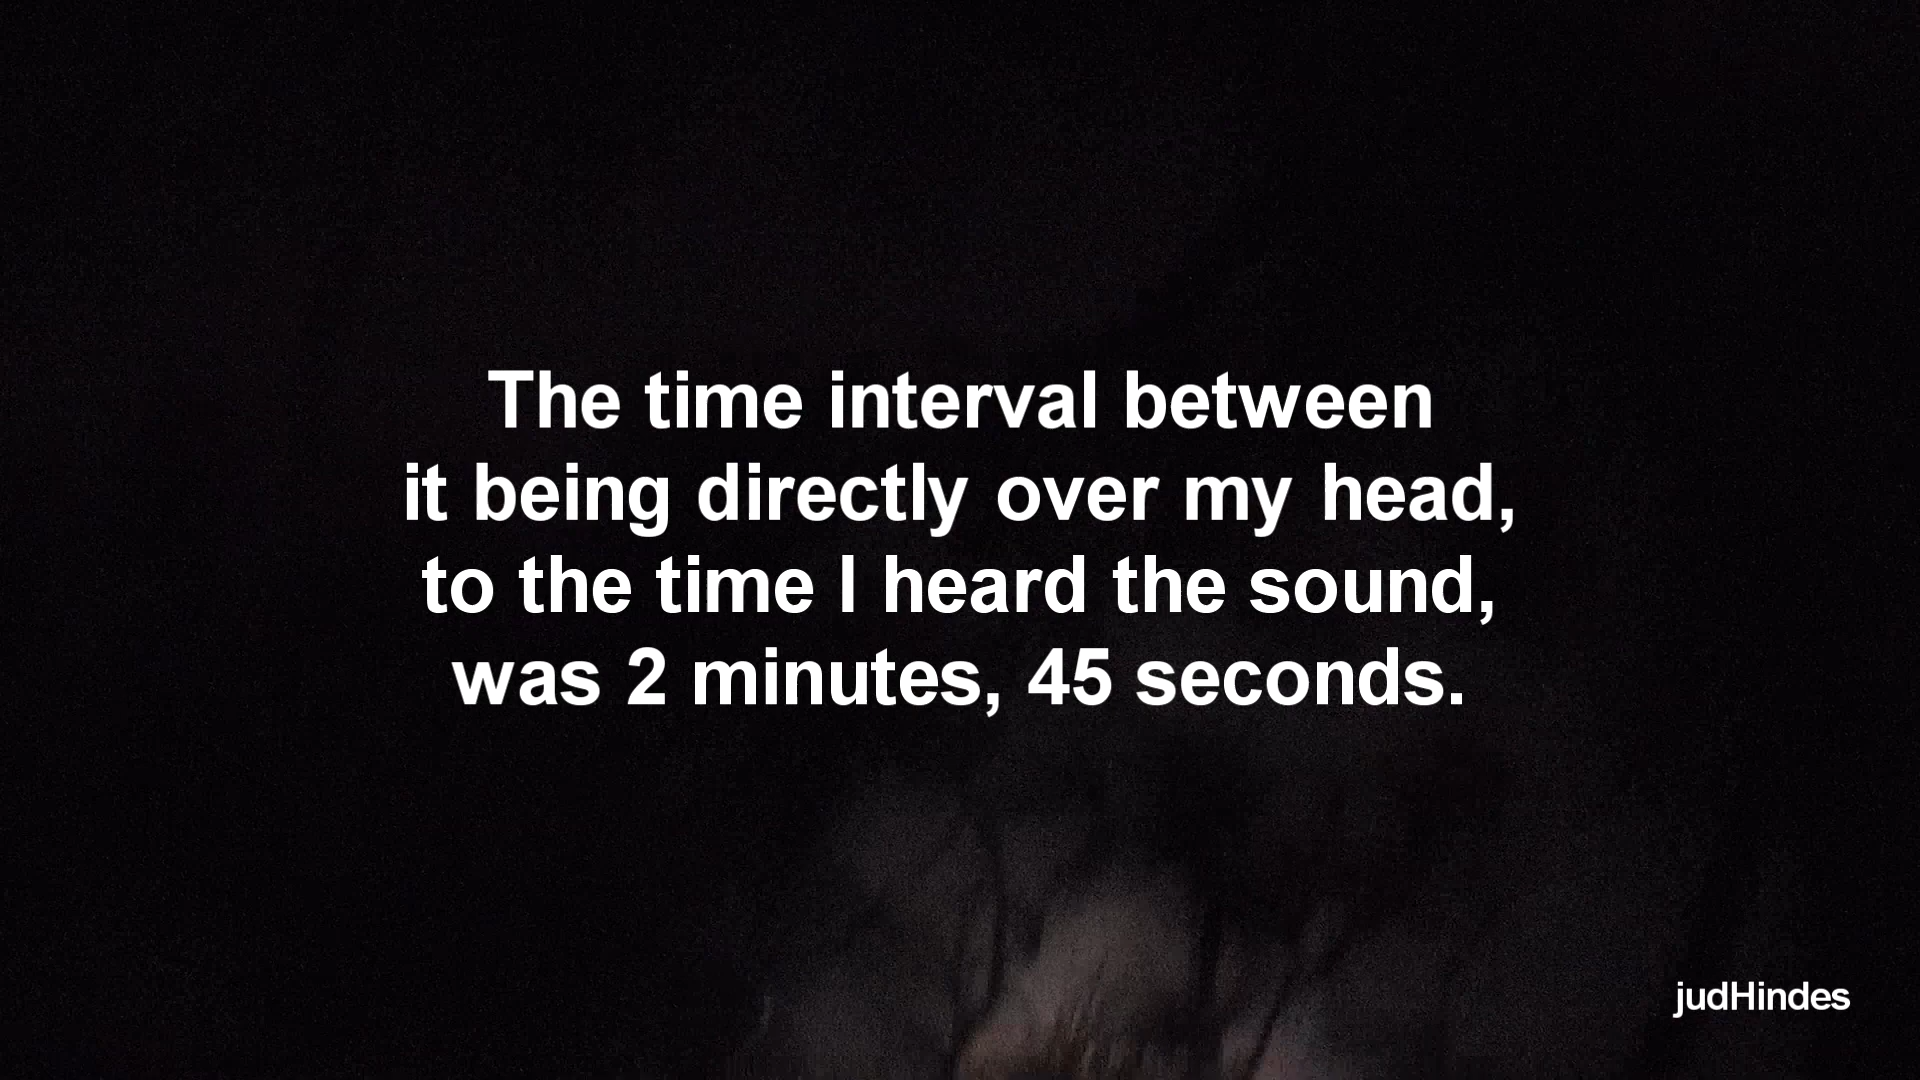 The time interval between
it being directly over my head,
to the time I heard the sound,
was 2 minutes, 45 seconds.
judHindes